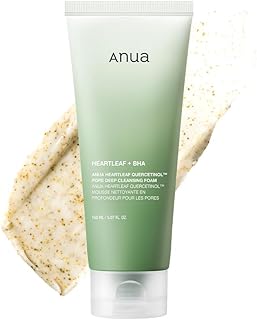 Anua
HEARTLEAF + BHA
ANUA HEARTLEAF QUERCETINOL™
PORE DEEP CLEANSING FOAM
ANUA HEARTLEAF QUERCETINOL™
MOUSSE NETTOYANTE EN
PROFONDEUR POUR LES PORES
150 ML / 5.07 FL. OZ